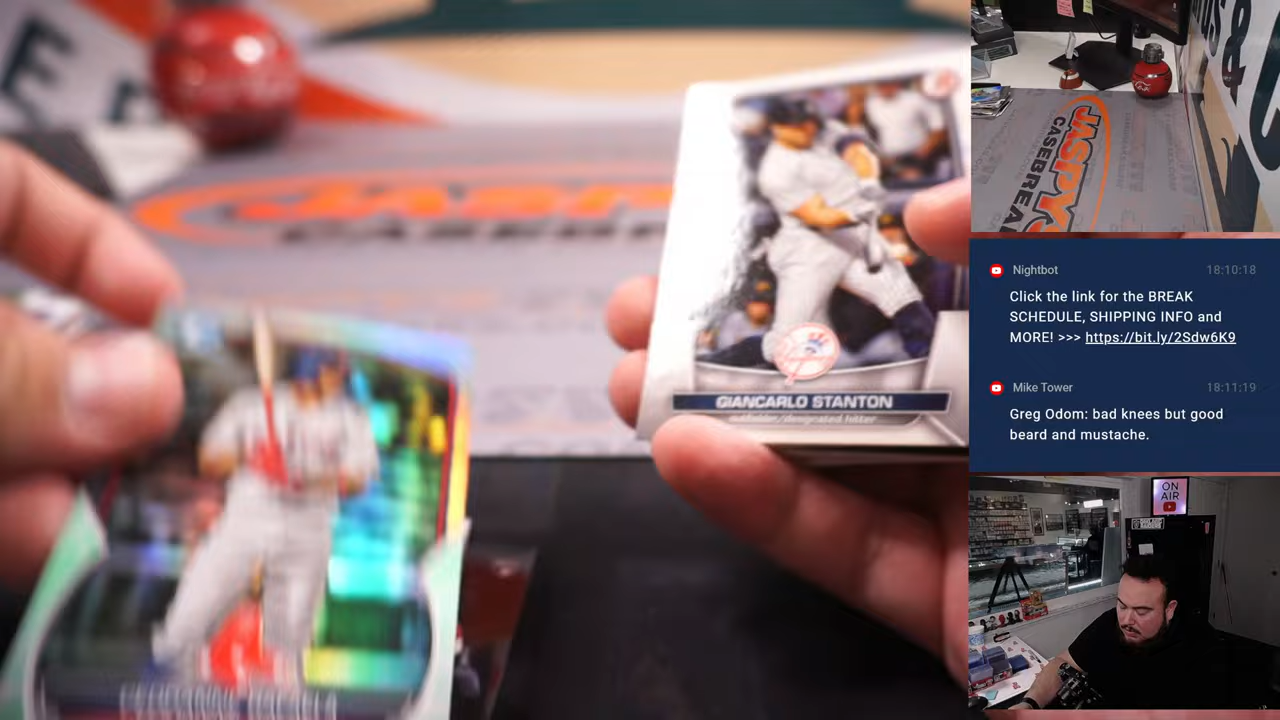 GIANCARLO STANTON
outfielder/designated hitter
JASPY
CASEBREA
Nightbot 18:10:18
Click the link for the BREAK
SCHEDULE, SHIPPING INFO and
MORE! >>> https://bit.ly/2Sdw6K9
Mike Tower 18:11:19
Greg Odom: bad knees but good
beard and mustache.
ON
AIR